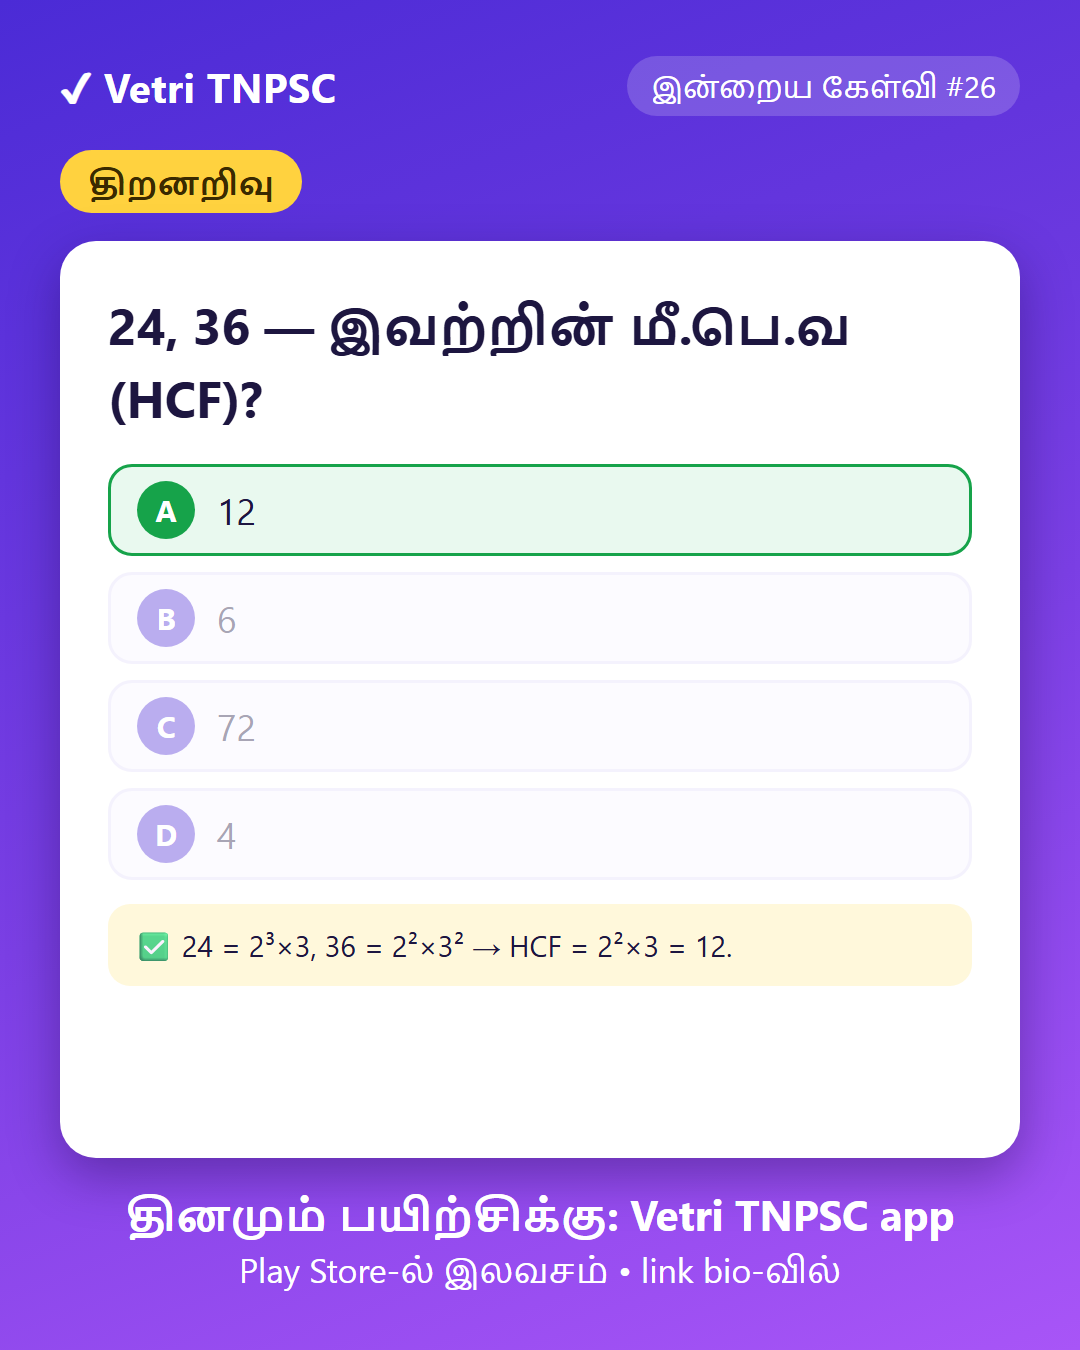 ✔ Vetri TNPSC
இன்றைய கேள்வி #26
திறனறிவு
24, 36 — இவற்றின் மீ.பெ.வ
(HCF)?
A 12
B 6
C 72
D 4
✅ 24 = 2³×3, 36 = 2²×3² → HCF = 2²×3 = 12.
தினமும் பயிற்சிக்கு: Vetri TNPSC app
Play Store-ல் இலவசம் • link bio-வில்